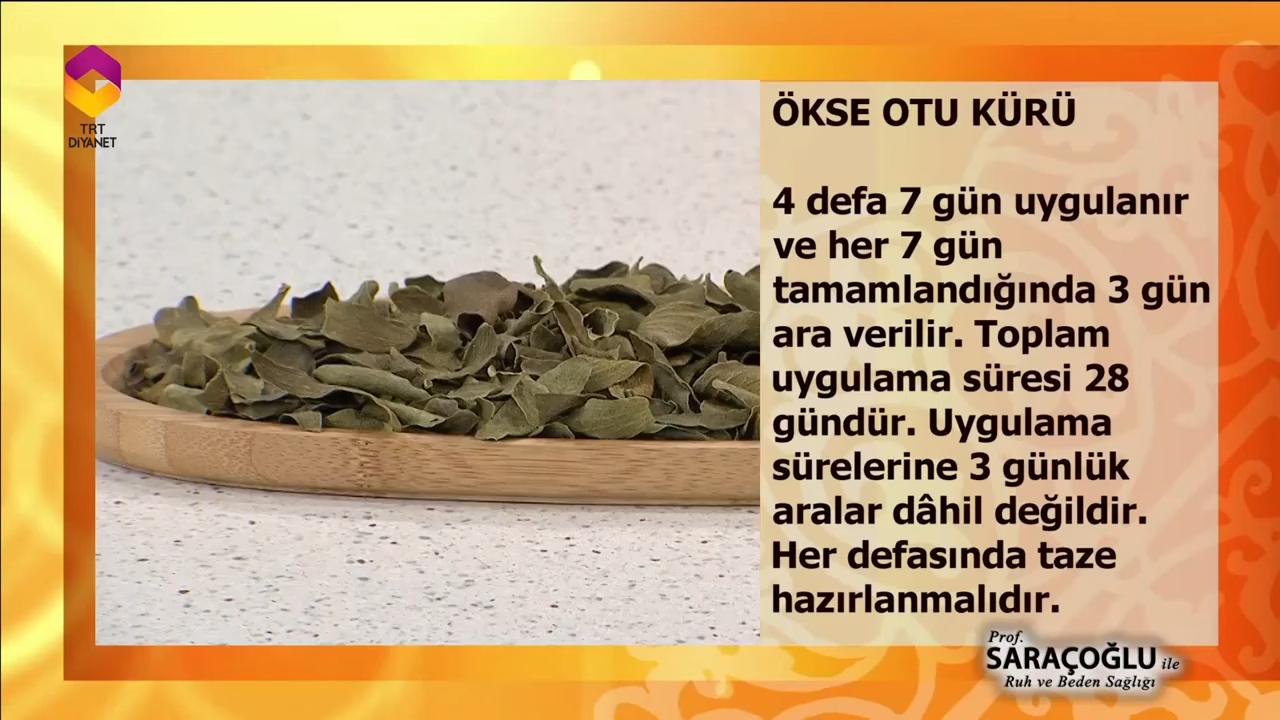 TRT
DİYANET
ÖKSE OTU KÜRÜ
4 defa 7 gün uygulanır
ve her 7 gün
tamamlandığında 3 gün
ara verilir. Toplam
uygulama süresi 28
gündür. Uygulama
sürelerine 3 günlük
aralar dâhil değildir.
Her defasında taze
hazırlanmalıdır.
Prof.
SARAÇOĞLU ile
Ruh ve Beden Sağlığı